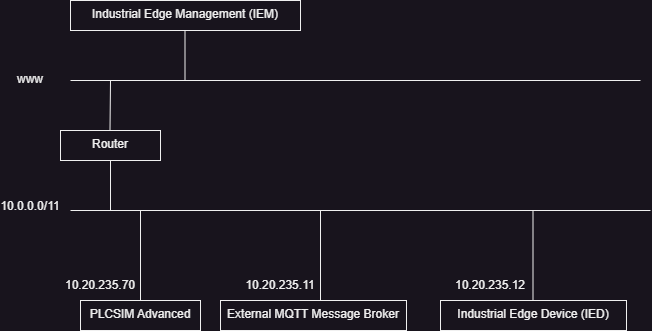 Industrial Edge Management (IEM)
www
Router
10.0.0.0/11
10.20.235.70
10.20.235.11
10.20.235.12
PLCSIM Advanced
External MQTT Message Broker
Industrial Edge Device (IED)